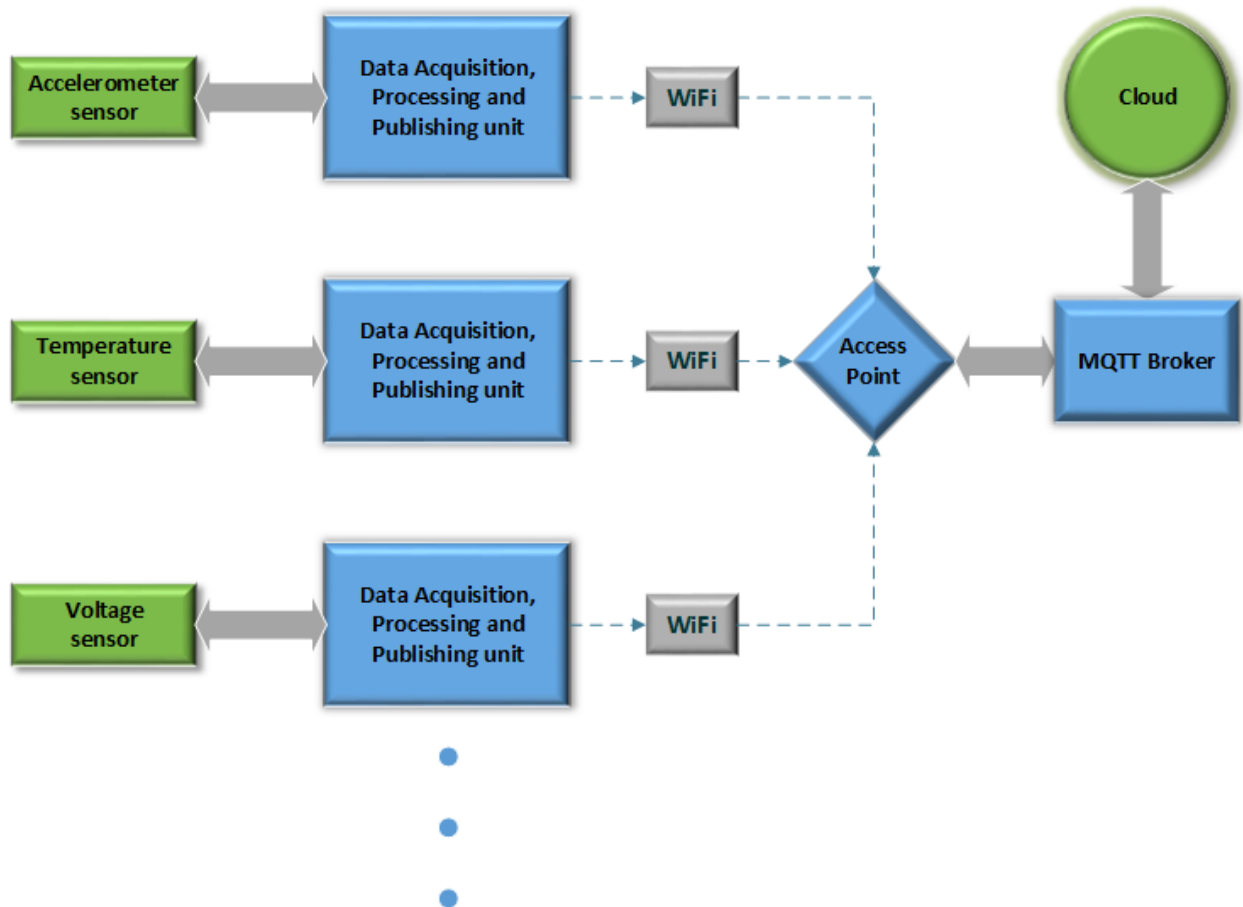 Accelerometer
sensor
Data Acquisition,
Processing and
Publishing unit
WiFi
Cloud
Temperature
sensor
Data Acquisition,
Processing and
Publishing unit
WiFi
Access
Point
MQTT Broker
Voltage
sensor
Data Acquisition,
Processing and
Publishing unit
WiFi